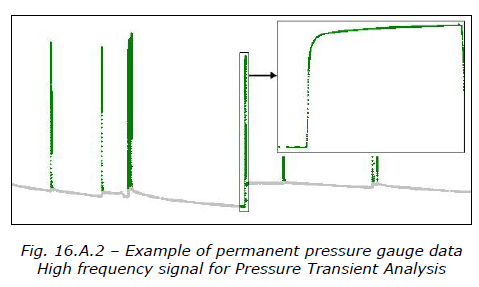 Fig. 16.A.2 – Example of permanent pressure gauge data
High frequency signal for Pressure Transient Analysis